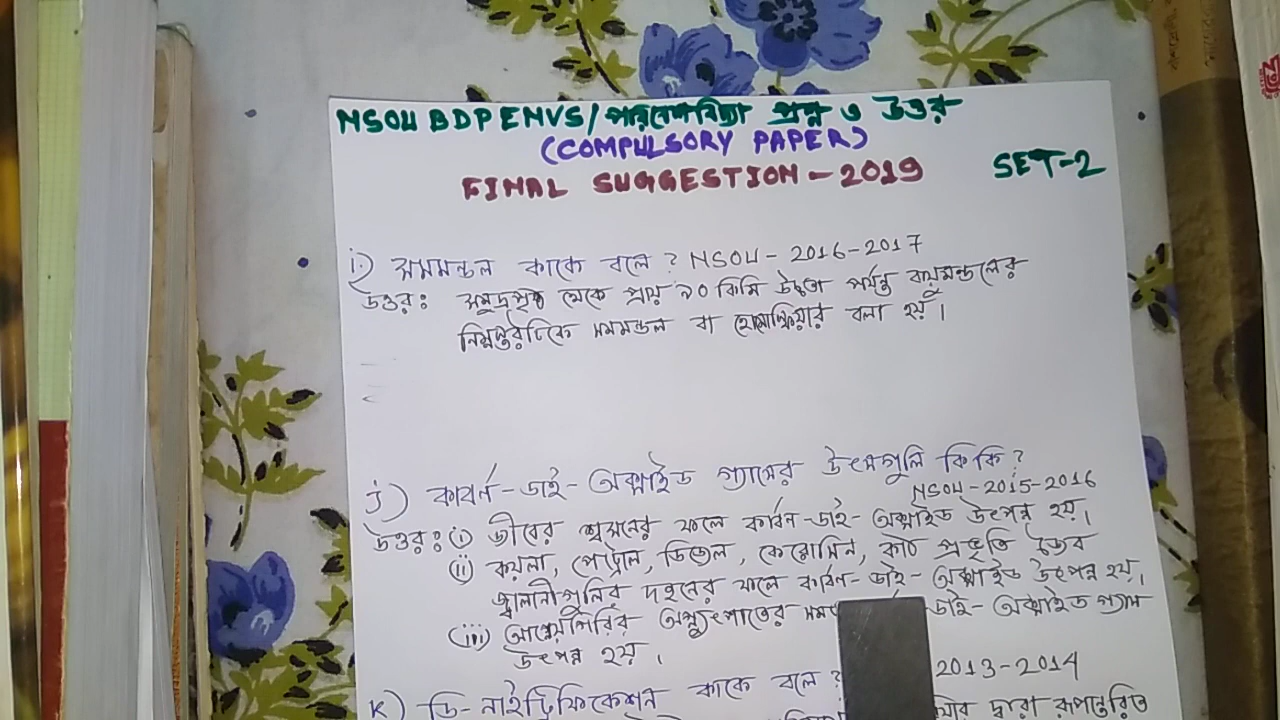 NSOU BDP ENVS/পরিবেশবিদ্যা প্রশ্ন ও উত্তর
(COMPULSORY PAPER)
FINAL SUGGESTION - 2019 SET-2
i) সমমন্ডল কাকে বলে ? NSOU - 2016-2017
উত্তর : সমুদ্রপৃষ্ঠ থেকে প্রায় ৯০ কিমি উচ্চতা পর্যন্ত বায়ুমন্ডলের
নিম্নস্তরটিকে সমমন্ডল বা হোমোস্ফিয়ার বলা হয়।
J) কার্বন-ডাই-অক্সাইড গ্যাসের উৎসগুলি কি কি ?
NSOU-2015-2016
উত্তর : (i) জীবের শ্বসনের ফলে কার্বন-ডাই-অক্সাইড উৎপন্ন হয়।
(ii) কয়লা, পেট্রোল, ডিজেল, কেরোসিন, কাঠ প্রভৃতি জৈব
জ্বালানীগুলির দহনের ফলে কার্বন-ডাই-অক্সাইড উৎপন্ন হয়।
(iii) আগ্নেয়গিরির অগ্ন্যুৎপাতের সময় ডাই-অক্সাইড গ্যাস
উৎপন্ন হয়।
K) ডি-নাইট্রিফিকেশন কাকে বলে ? 2013-2014
দ্বারা রূপান্তরিত